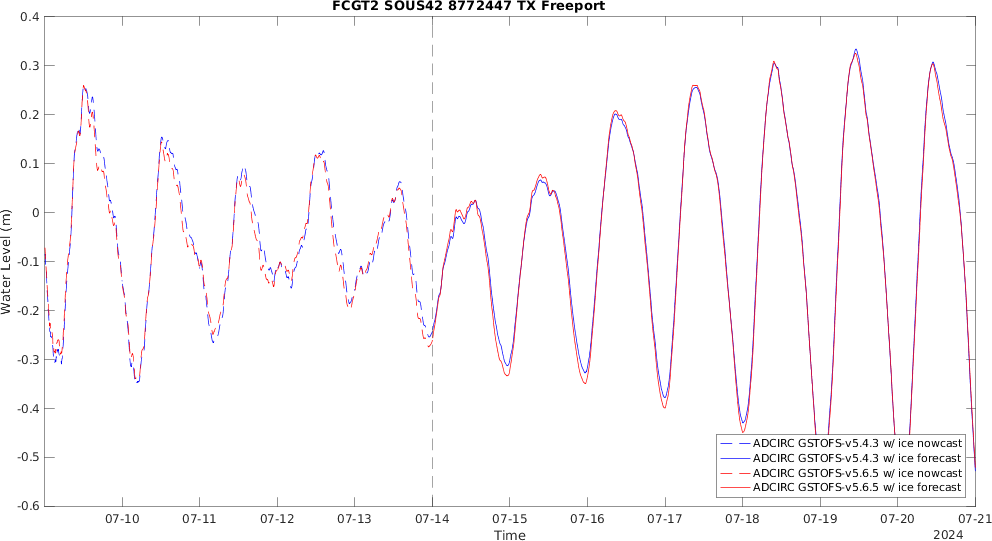 FCGT2 SOUS42 8772447 TX Freeport
0.4
0.3
0.2
0.1
0
-0.1
-0.2
-0.3
-0.4
-0.5
-0.6
Water Level (m)
ADCIRC GSTOFS-v5.4.3 w/ ice nowcast
ADCIRC GSTOFS-v5.4.3 w/ ice forecast
ADCIRC GSTOFS-v5.6.5 w/ ice nowcast
ADCIRC GSTOFS-v5.6.5 w/ ice forecast
07-10 07-11 07-12 07-13 07-14 07-15 07-16 07-17 07-18 07-19 07-20 07-21
Time
2024